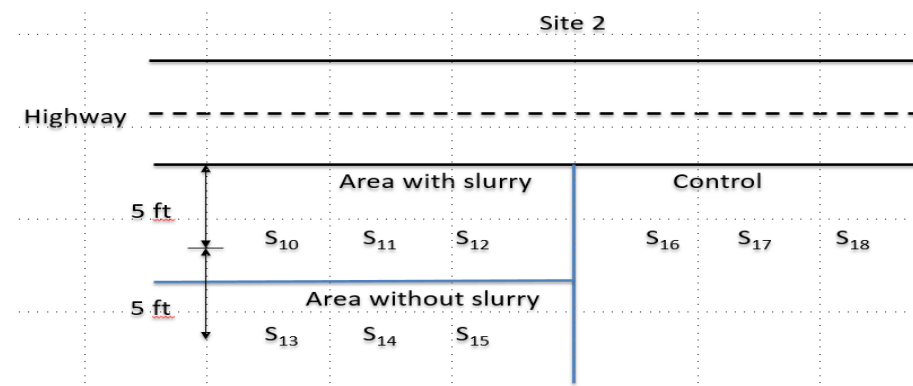 Site 2
Highway
Area with slurry
Control
5 ft
S₁₀ S₁₁ S₁₂ S₁₆ S₁₇ S₁₈
Area without slurry
5 ft
S₁₃ S₁₄ S₁₅